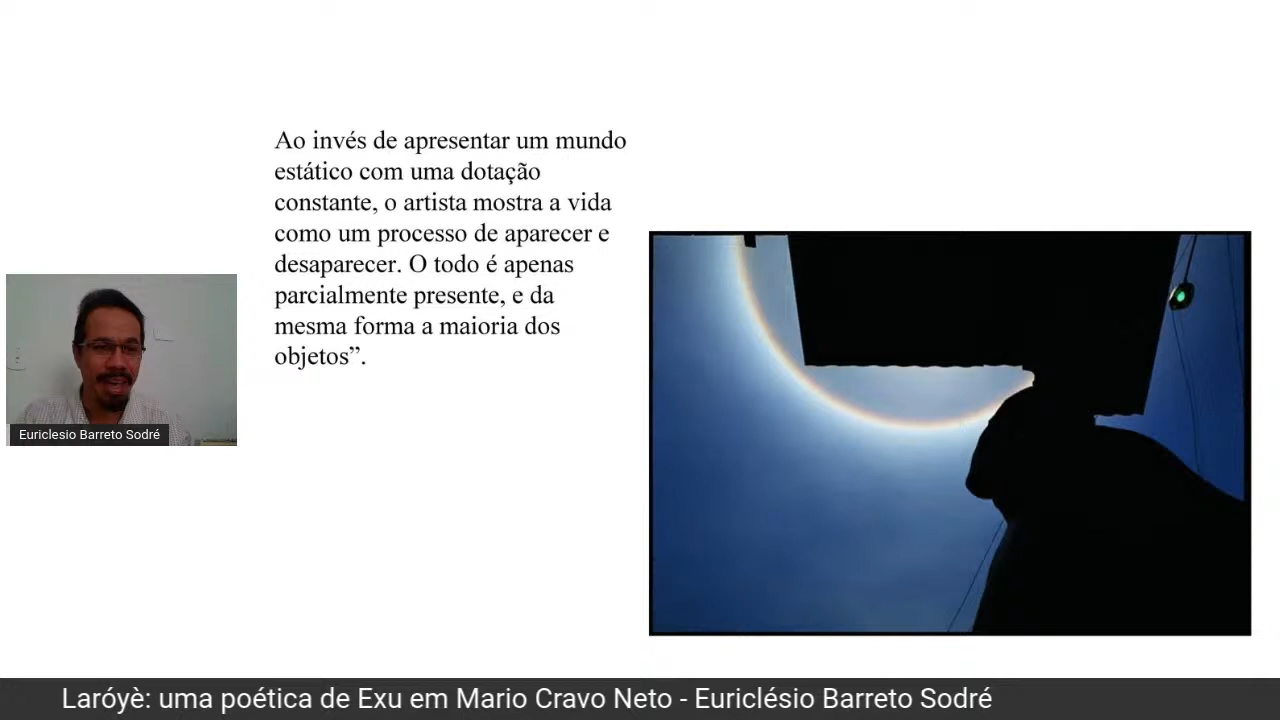 Ao invés de apresentar um mundo
estático com uma dotação
constante, o artista mostra a vida
como um processo de aparecer e
desaparecer. O todo é apenas
parcialmente presente, e da
mesma forma a maioria dos
objetos”.
Euriclesio Barreto Sodré
Laróyè: uma poética de Exu em Mario Cravo Neto - Euriclésio Barreto Sodré